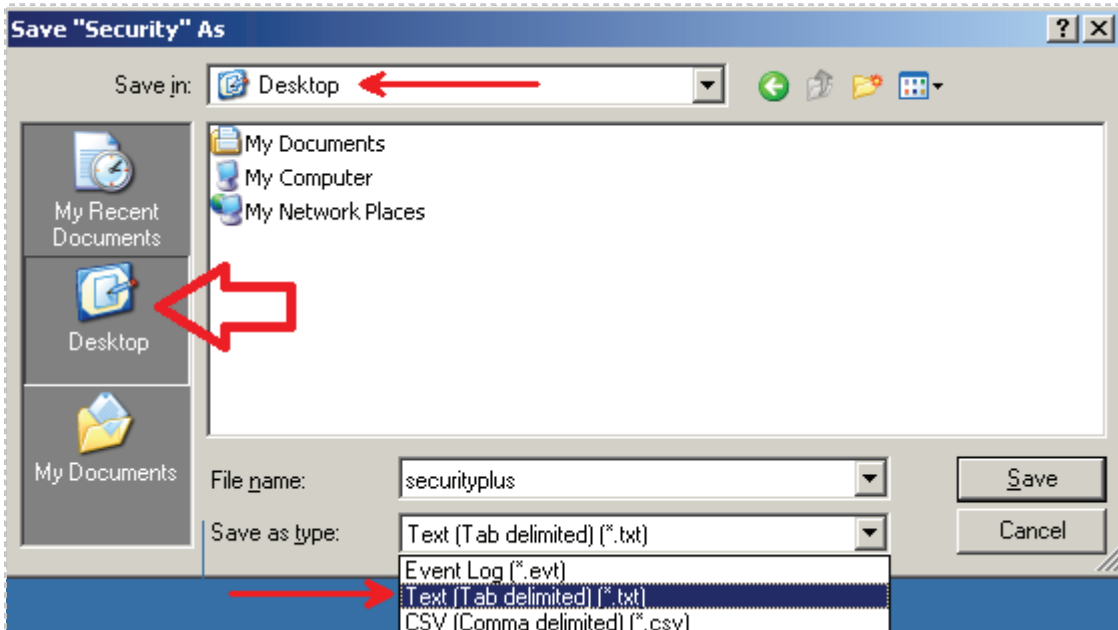 Save "Security" As
Save in: Desktop
My Documents
My Computer
My Network Places
My Recent
Documents
Desktop
My Documents
File name: securityplus Save
Save as type: Text (Tab delimited) (*.txt) Cancel
Event Log (*.evt)
Text (Tab delimited) (*.txt)
CSV (Comma delimited) (*.csv)